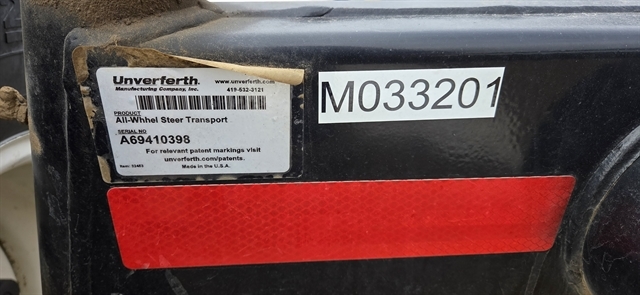 Unverferth
Manufacturing Company, Inc.
www.unverferth.com
419-532-3121
PRODUCT
All-Whhel Steer Transport
SERIAL NO
A69410398
For relevant patent markings visit
unverferth.com/patents.
Made in the U.S.A.
M033201